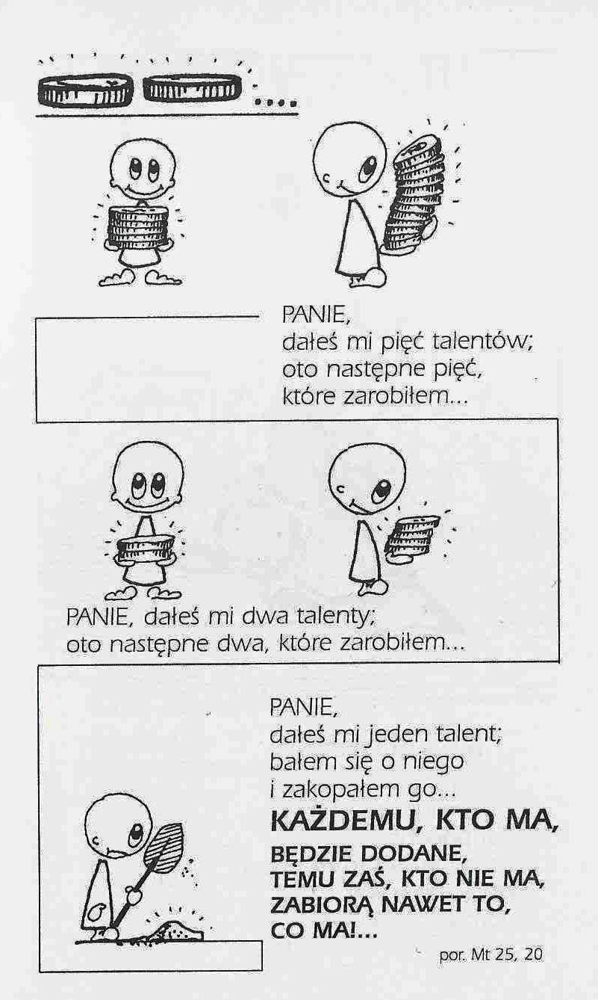 PANIE,
dałeś mi pięć talentów;
oto następne pięć,
które zarobiłem...
PANIE, dałeś mi dwa talenty;
oto następne dwa, które zarobiłem...
PANIE,
dałeś mi jeden talent;
bałem się o niego
i zakopałem go...
KAŻDEMU, KTO MA,
BĘDZIE DODANE,
TEMU ZAŚ, KTO NIE MA,
ZABIORĄ NAWET TO,
CO MA!...
por. Mt 25, 20